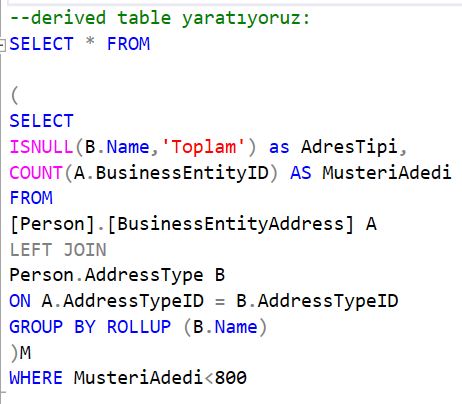 --derived table yaratıyoruz:
SELECT * FROM
(
SELECT
ISNULL(B.Name,'Toplam') as AdresTipi,
COUNT(A.BusinessEntityID) AS MusteriAdedi
FROM
[Person].[BusinessEntityAddress] A
LEFT JOIN
Person.AddressType B
ON A.AddressTypeID = B.AddressTypeID
GROUP BY ROLLUP (B.Name)
)M
WHERE MusteriAdedi<800